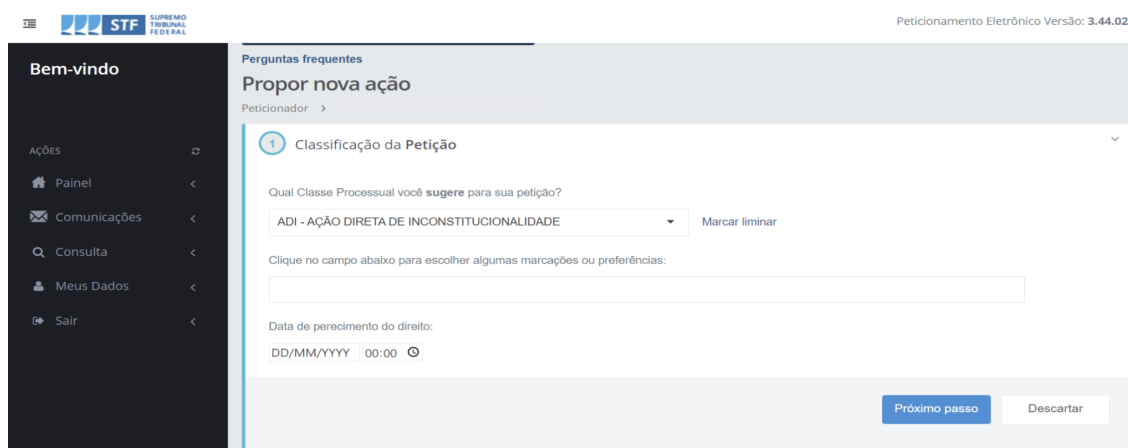 STF SUPREMO TRIBUNAL FEDERAL
Peticionamento Eletrônico Versão: 3.44.02
Bem-vindo
AÇÕES
Painel
Comunicações
Consulta
Meus Dados
Sair
Perguntas frequentes
Propor nova ação
Peticionador >
1 Classificação da Petição
Qual Classe Processual você sugere para sua petição?
ADI - AÇÃO DIRETA DE INCONSTITUCIONALIDADE
Marcar liminar
Clique no campo abaixo para escolher algumas marcações ou preferências:
Data de perecimento do direito:
DD/MM/YYYY 00:00
Próximo passo Descartar